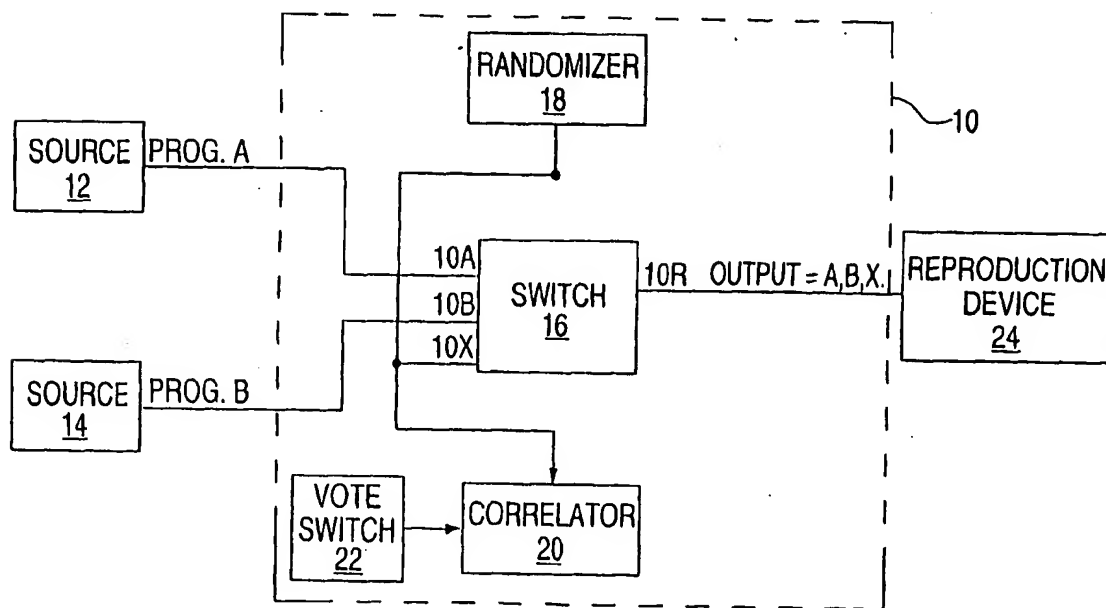 RANDOMIZER
18
10
SOURCE
12
PROG. A
10A
10B
10X
SWITCH
16
10R OUTPUT = A,B,X.
REPRODUCTION
DEVICE
24
SOURCE
14
PROG. B
VOTE
SWITCH
22
CORRELATOR
20